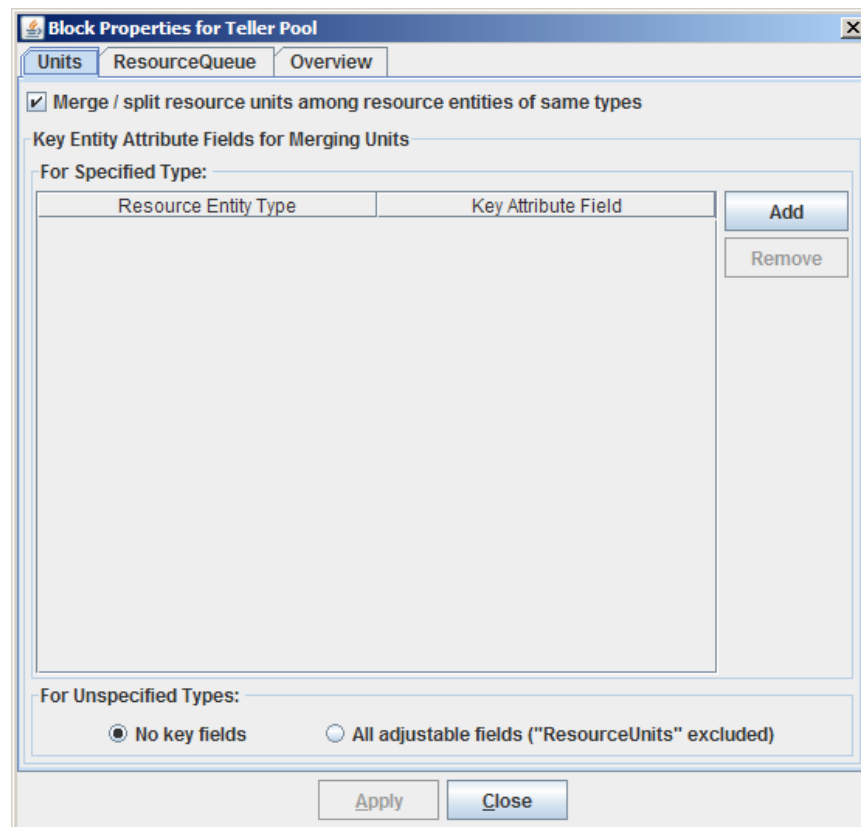 Block Properties for Teller Pool
Units ResourceQueue Overview
Merge / split resource units among resource entities of same types
Key Entity Attribute Fields for Merging Units
For Specified Type:
Resource Entity Type Key Attribute Field
Add
Remove
For Unspecified Types:
No key fields All adjustable fields ("ResourceUnits" excluded)
Apply Close